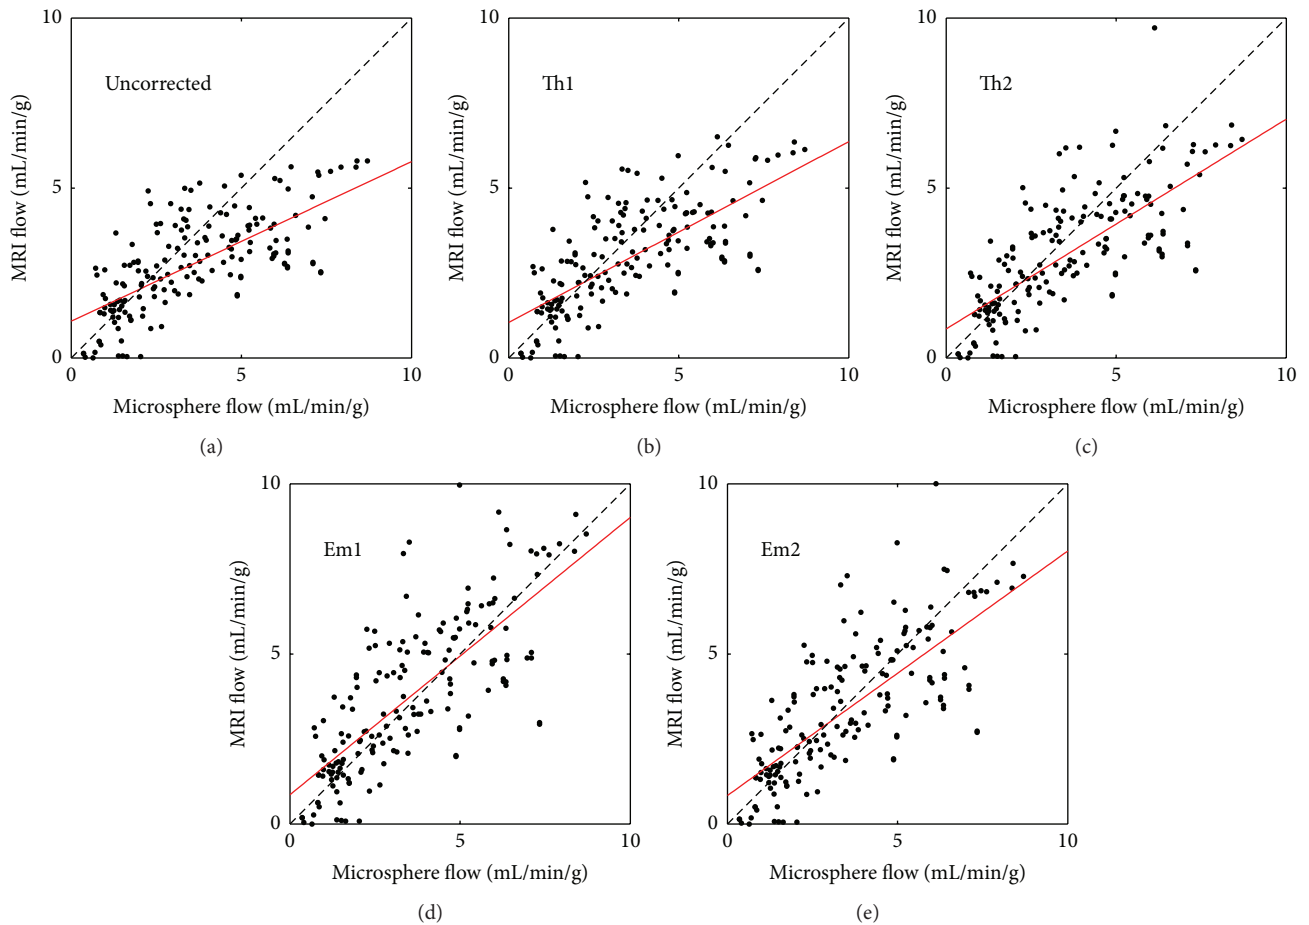 10
Uncorrected
MRI flow (mL/min/g)
5
0
0 5 10
Microsphere flow (mL/min/g)
(a)
10
Th1
MRI flow (mL/min/g)
5
0
0 5 10
Microsphere flow (mL/min/g)
(b)
10
Th2
MRI flow (mL/min/g)
5
0
0 5 10
Microsphere flow (mL/min/g)
(c)
10
Em1
MRI flow (mL/min/g)
5
0
0 5 10
Microsphere flow (mL/min/g)
(d)
10
Em2
MRI flow (mL/min/g)
5
0
0 5 10
Microsphere flow (mL/min/g)
(e)